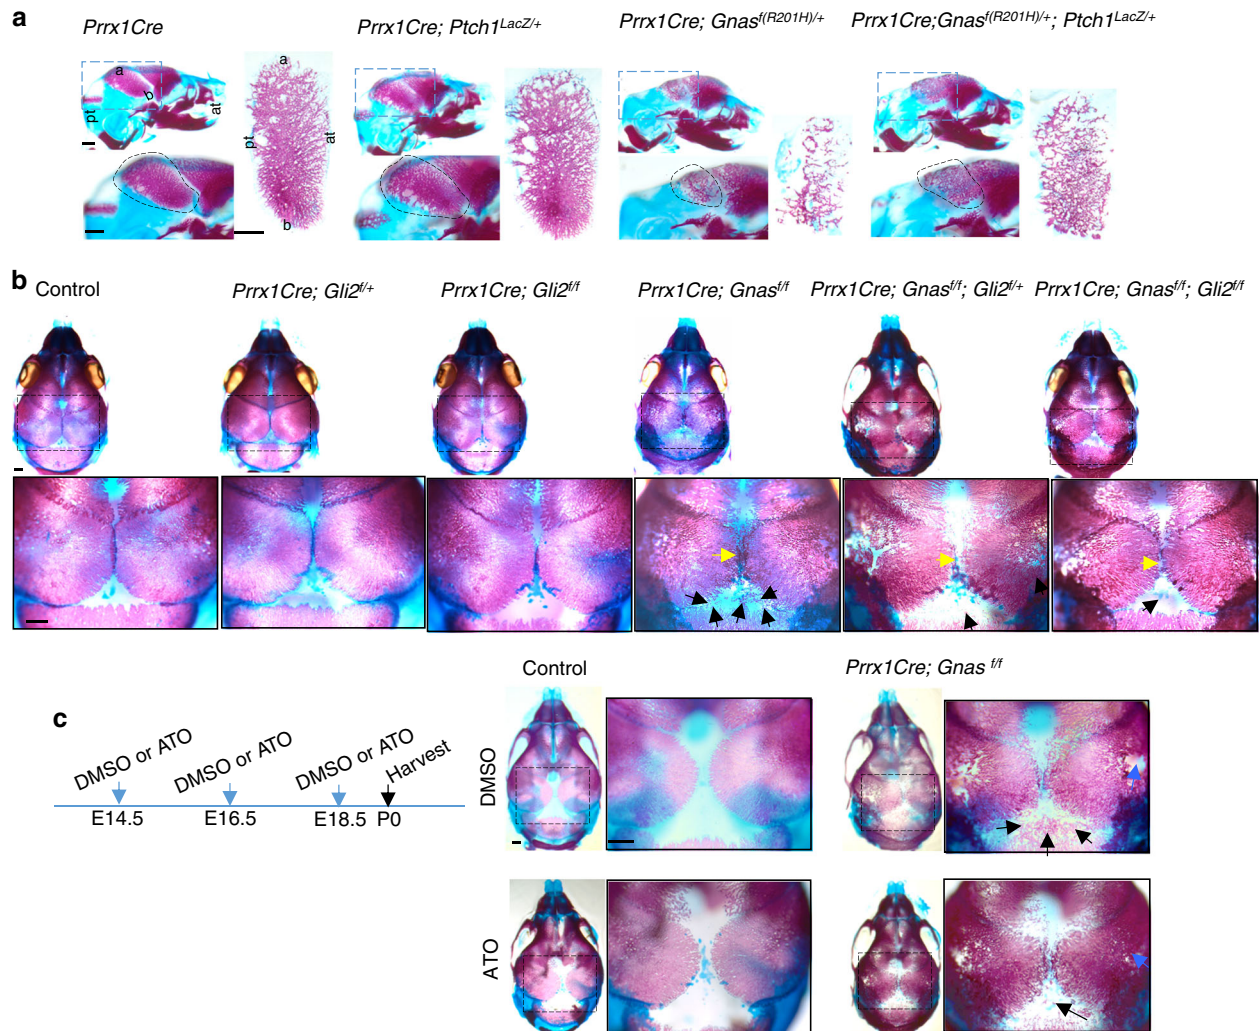 a
Prrx1Cre
Prrx1Cre; Ptch1LacZ/+
Prrx1Cre; Gnasf(R201H)/+
Prrx1Cre;Gnasf(R201H)/+; Ptch1LacZ/+
a
b
pt
at
a
pt
at
b
b
Control
Prrx1Cre; Gli2f/+
Prrx1Cre; Gli2f/f
Prrx1Cre; Gnasf/f
Prrx1Cre; Gnasf/f; Gli2f/+
Prrx1Cre; Gnasf/f; Gli2f/f
c
DMSO or ATO
DMSO or ATO
DMSO or ATO
Harvest
E14.5
E16.5
E18.5
P0
Control
Prrx1Cre; Gnas f/f
DMSO
ATO